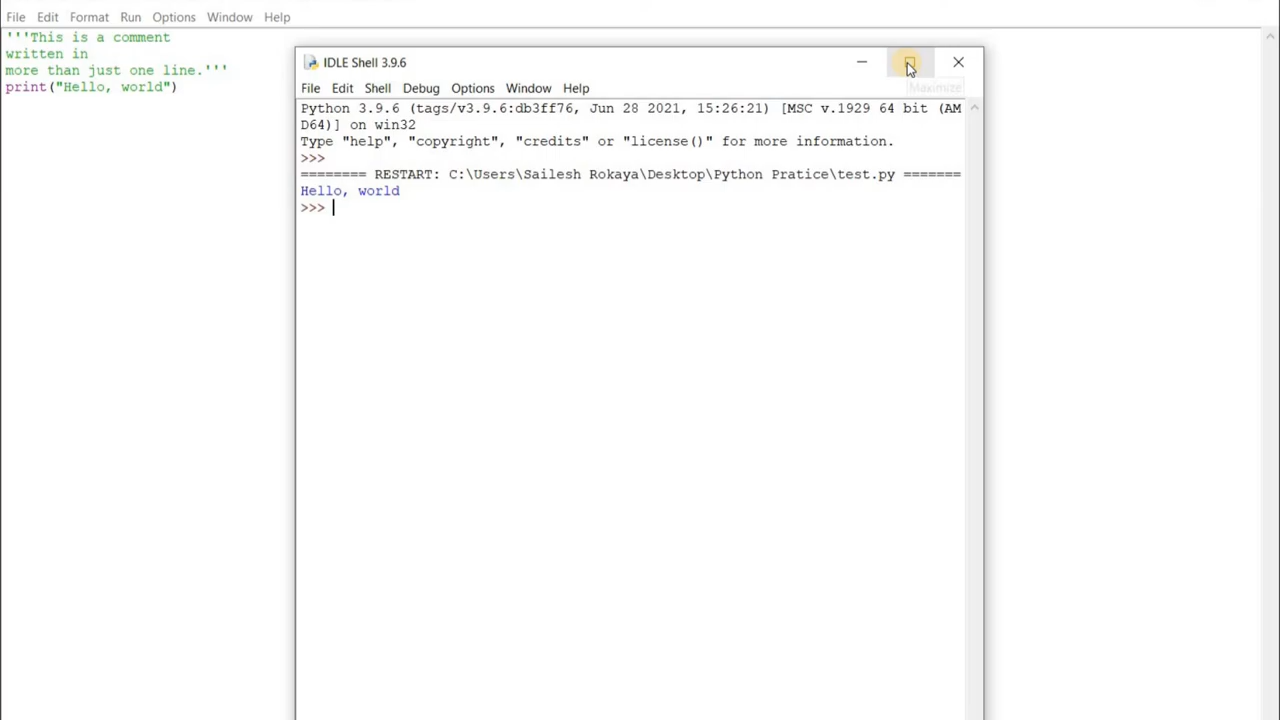 File Edit Format Run Options Window Help
'''This is a comment
written in
more than just one line.'''
print("Hello, world")
IDLE Shell 3.9.6
Maximize
File Edit Shell Debug Options Window Help
Python 3.9.6 (tags/v3.9.6:db3ff76, Jun 28 2021, 15:26:21) [MSC v.1929 64 bit (AM
D64)] on win32
Type "help", "copyright", "credits" or "license()" for more information.
>>>
======== RESTART: C:\Users\Sailesh Rokaya\Desktop\Python Pratice\test.py =======
Hello, world
>>>